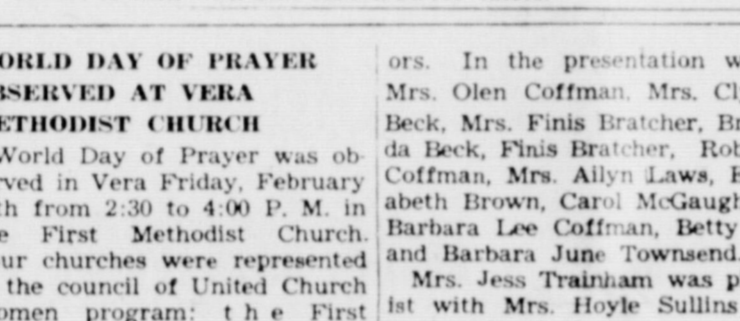 ORLD DAY OF PRAYER
BSERVED AT VERA
ETHODIST CHURCH
World Day of Prayer was ob-
rved in Vera Friday, February
th from 2:30 to 4:00 P. M. in
e First Methodist Church.
ur churches were represented
the council of United Church
omen program: the First
ors. In the presentation w
Mrs. Olen Coffman, Mrs. Cl
Beck, Mrs. Finis Bratcher, Br
da Beck, Finis Bratcher, Rob
Coffman, Mrs. Allyn Laws, E
abeth Brown, Carol McGaugh
Barbara Lee Coffman, Betty
and Barbara June Townsend.
Mrs. Jess Trainham was p
ist with Mrs. Hoyle Sullins